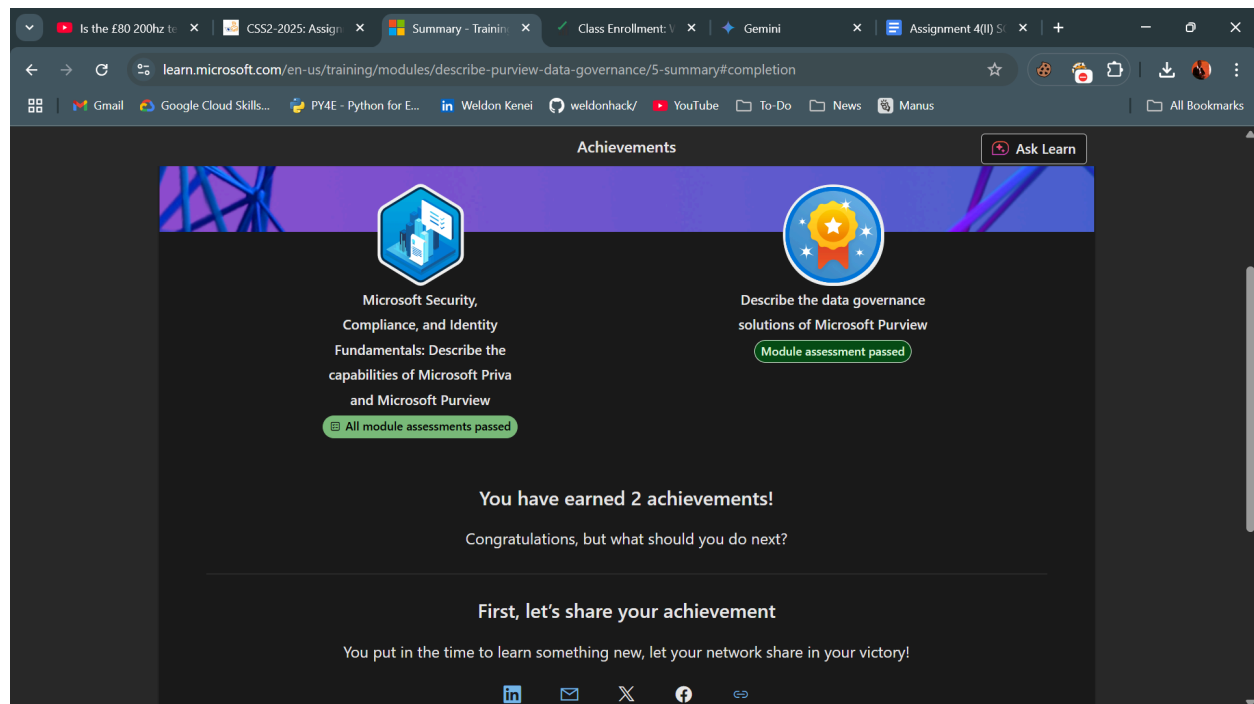 Is the £80 200hz te
CSS2-2025: Assign
Summary - Training
Class Enrollment: V
Gemini
Assignment 4(II) S
learn.microsoft.com/en-us/training/modules/describe-purview-data-governance/5-summary#completion
Gmail
Google Cloud Skills...
PY4E - Python for E...
in Weldon Kenei
weldonhack/
YouTube
To-Do
News
Manus
All Bookmarks
Achievements
Ask Learn
Microsoft Security,
Compliance, and Identity
Fundamentals: Describe the
capabilities of Microsoft Priva
and Microsoft Purview
All module assessments passed
Describe the data governance
solutions of Microsoft Purview
Module assessment passed
You have earned 2 achievements!
Congratulations, but what should you do next?
First, let's share your achievement
You put in the time to learn something new, let your network share in your victory!
in